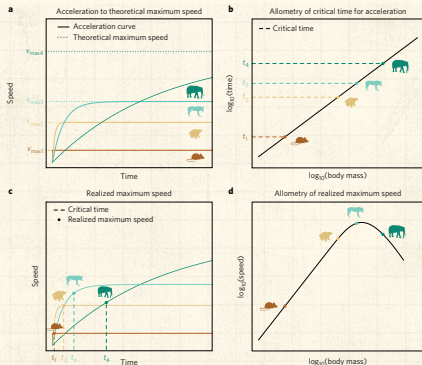 a Acceleration to theoretical maximum speed
Acceleration curve
Theoretical maximum speed
vmax4
vmax3
vmax2
vmax1
Speed
Time
b Allometry of critical time for acceleration
Critical time
t4
t3
t2
t1
log10(time)
log10(body mass)
c Realized maximum speed
Critical time
Realized maximum speed
Speed
t1 t2 t3 t4
Time
d Allometry of realized maximum speed
log10(speed)
log10(body mass)